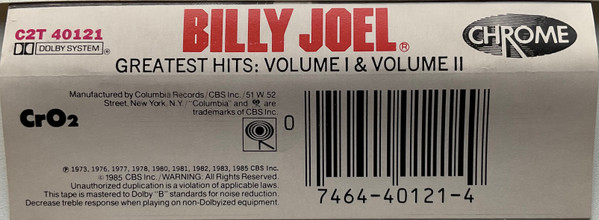 C2T 40121
DOLBY SYSTEM
BILLY JOEL®
CHROME
GREATEST HITS: VOLUME I & VOLUME II
Manufactured by Columbia Records/CBS Inc./51 W. 52
Street, New York, N.Y./"Columbia" and are
trademarks of CBS Inc.
CrO2
0
℗ 1973, 1976, 1977, 1978, 1980, 1981, 1982, 1983, 1985 CBS Inc.
© 1985 CBS Inc./WARNING: All Rights Reserved.
Unauthorized duplication is a violation of applicable laws.
This tape is mastered to Dolby "B" standards for noise reduction.
Decrease treble response when playing on non-Dolbyized equipment.
7464-40121-4